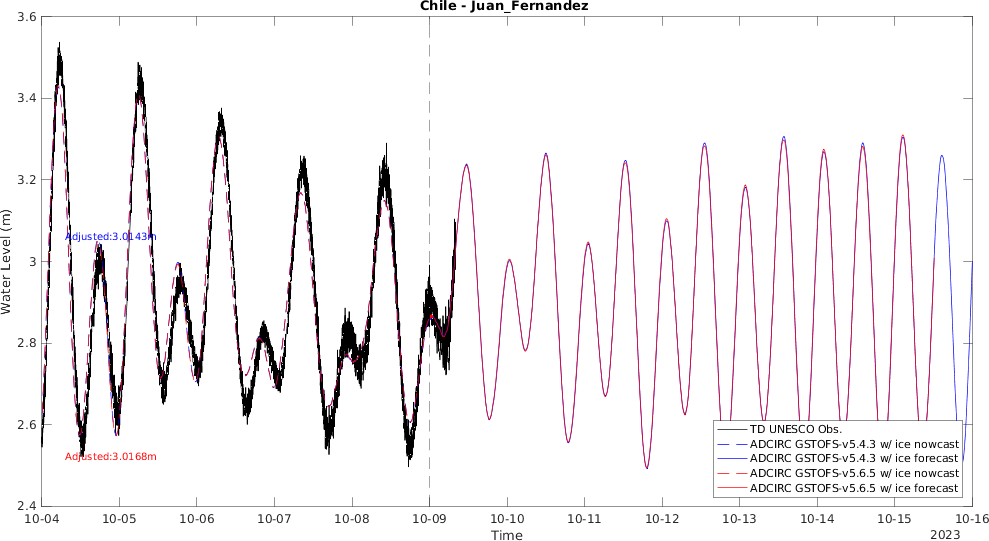 Chile - Juan_Fernandez
3.6
3.4
3.2
3
2.8
2.6
2.4
Water Level (m)
Adjusted:3.0143m
Adjusted:3.0168m
TD UNESCO Obs.
ADCIRC GSTOFS-v5.4.3 w/ ice nowcast
ADCIRC GSTOFS-v5.4.3 w/ ice forecast
ADCIRC GSTOFS-v5.6.5 w/ ice nowcast
ADCIRC GSTOFS-v5.6.5 w/ ice forecast
10-04 10-05 10-06 10-07 10-08 10-09 10-10 10-11 10-12 10-13 10-14 10-15 10-16
Time
2023